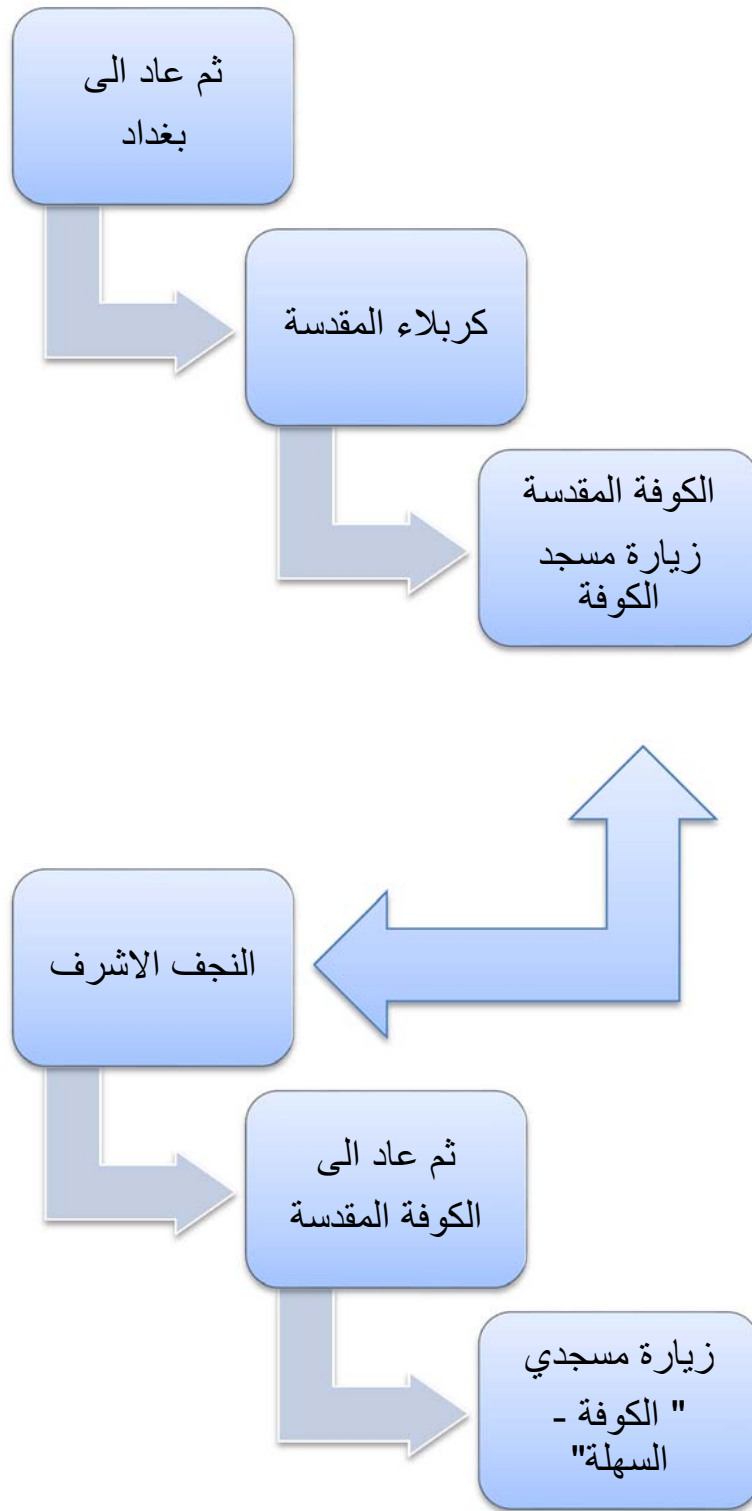 ثم عاد الى
بغداد
كربلاء المقدسة
الكوفة المقدسة
زيارة مسجد
الكوفة
النجف الاشرف
ثم عاد الى
الكوفة المقدسة
زيارة مسجدي
" الكوفة -
السهلة"